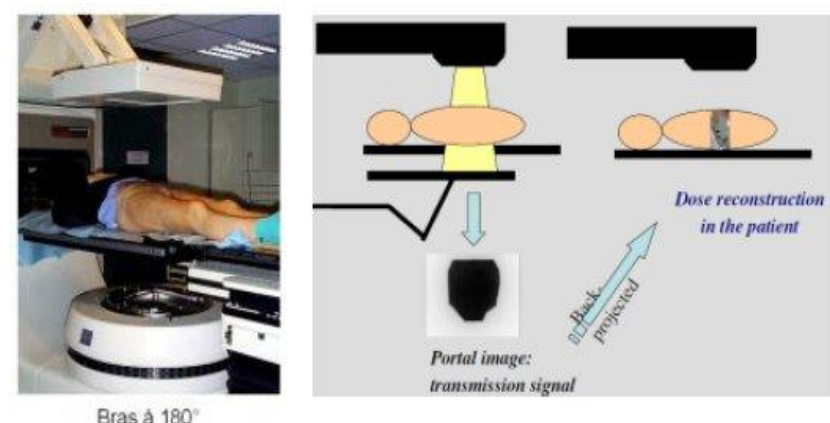 Bras à 180°
Dose reconstruction
in the patient
Back-
projected
Portal image:
transmission signal